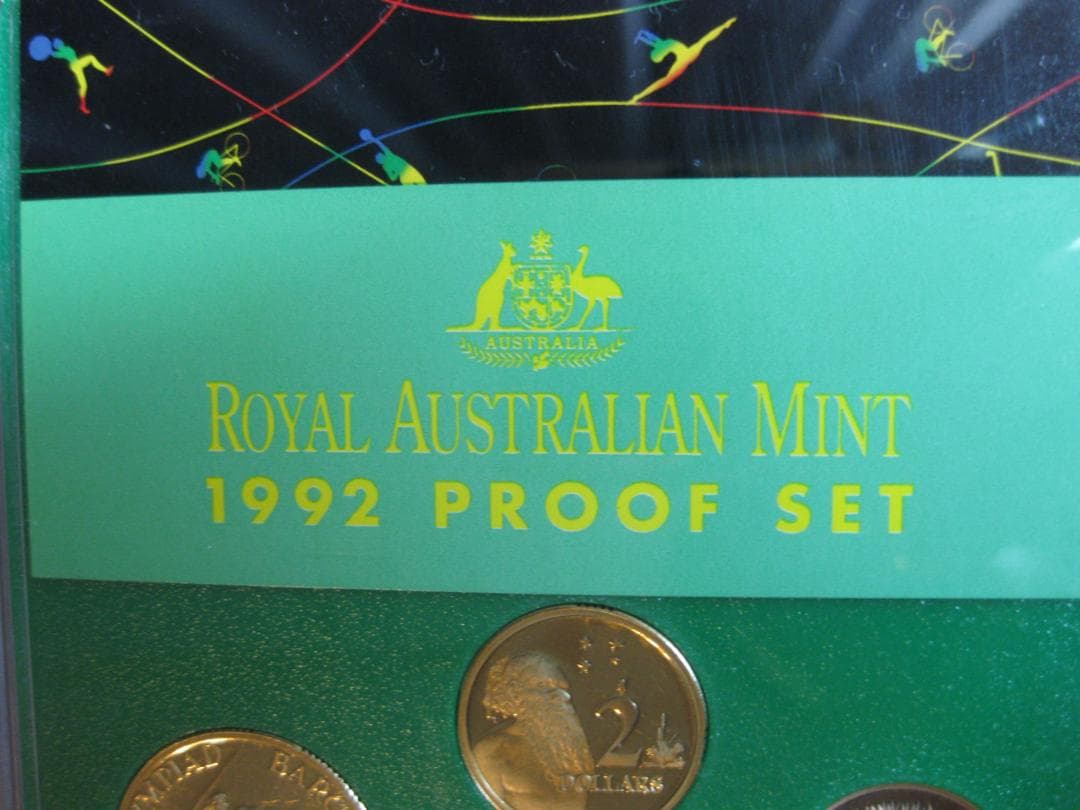 AUSTRALIA
ROYAL AUSTRALIAN MINT
1992 PROOF SET
2
DOLLARS